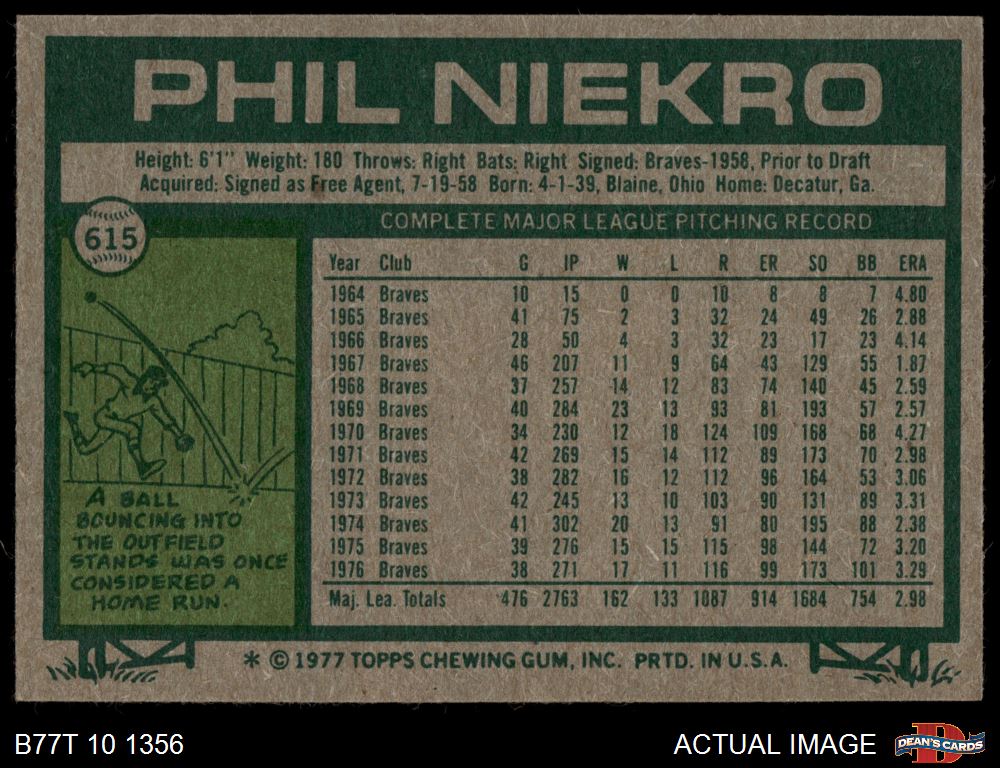 PHIL NIEKRO
Height: 6'1" Weight: 180 Throws: Right Bats: Right Signed: Braves-1958, Prior to Draft
Acquired: Signed as Free Agent, 7-19-58 Born: 4-1-39, Blaine, Ohio Home: Decatur, Ga.
615
COMPLETE MAJOR LEAGUE PITCHING RECORD
Year Club G IP W L R ER SO BB ERA
1964 Braves 10 15 0 0 10 8 8 7 4.80
1965 Braves 41 75 2 3 32 24 49 26 2.88
1966 Braves 28 50 4 3 32 23 17 23 4.14
1967 Braves 46 207 11 9 64 43 129 55 1.87
1968 Braves 37 257 14 12 83 74 140 45 2.59
1969 Braves 40 284 23 13 93 81 193 57 2.57
1970 Braves 34 230 12 18 124 109 168 68 4.27
1971 Braves 42 269 15 14 112 89 173 70 2.98
1972 Braves 38 282 16 12 112 96 164 53 3.06
1973 Braves 42 245 13 10 103 90 131 89 3.31
1974 Braves 41 302 20 13 91 80 195 88 2.38
1975 Braves 39 276 15 15 115 98 144 72 3.20
1976 Braves 38 271 17 11 116 99 173 101 3.29
Maj. Lea. Totals 476 2763 162 133 1087 914 1684 754 2.98
A BALL
BOUNCING INTO
THE OUTFIELD
STANDS WAS ONCE
CONSIDERED A
HOME RUN.
* © 1977 TOPPS CHEWING GUM, INC. PRTD. IN U.S.A.
B77T 10 1356
ACTUAL IMAGE
D
DEAN'S CARDS